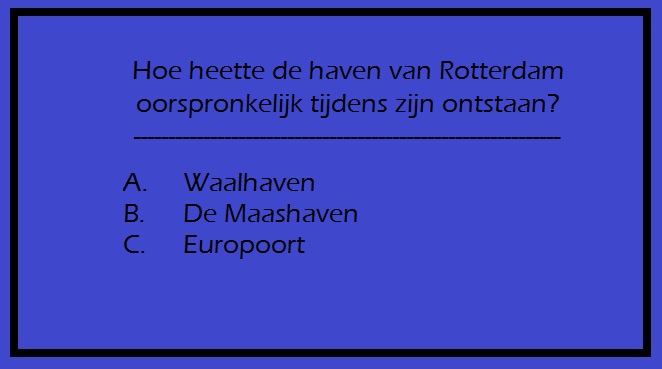 Hoe heette de haven van Rotterdam
oorspronkelijk tijdens zijn ontstaan?
A. Waalhaven
B. De Maashaven
C. Europoort